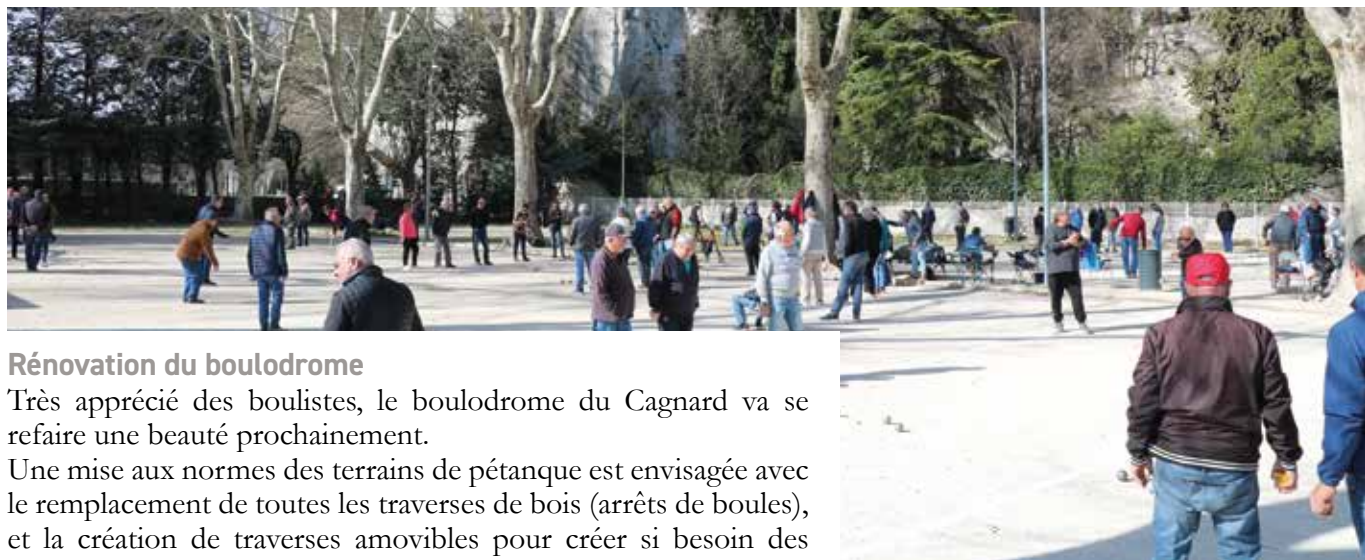 Rénovation du boulodrome
Très apprécié des boulistes, le boulodrome du Cagnard va se
refaire une beauté prochainement.
Une mise aux normes des terrains de pétanque est envisagée avec
le remplacement de toutes les traverses de bois (arrêts de boules),
et la création de traverses amovibles pour créer si besoin des